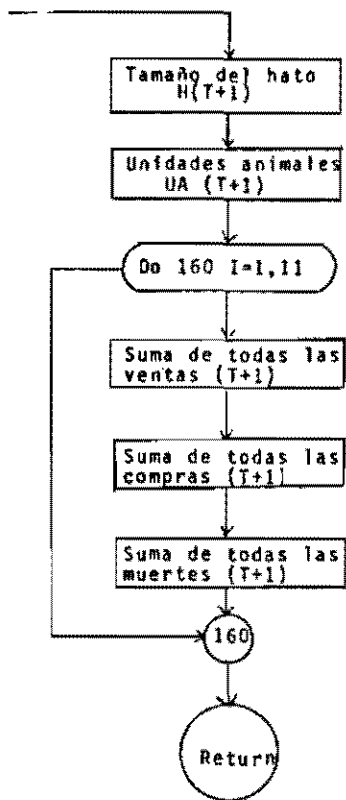 Tamaño del hato
H(T+1)
Unidades animales
UA (T+1)
Do 160 I=1,11
Suma de todas las
ventas (T+1)
Suma de todas las
compras (T+1)
Suma de todas las
muertes (T+1)
160
Return